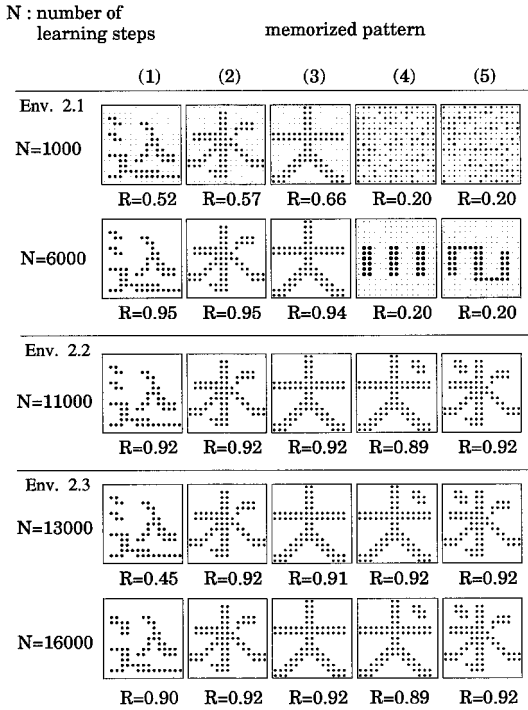 N : number of
learning steps
memorized pattern
(1) (2) (3) (4) (5)
Env. 2.1
N=1000
R=0.52 R=0.57 R=0.66 R=0.20 R=0.20
N=6000
R=0.95 R=0.95 R=0.94 R=0.20 R=0.20
Env. 2.2
N=11000
R=0.92 R=0.92 R=0.92 R=0.89 R=0.92
Env. 2.3
N=13000
R=0.45 R=0.92 R=0.91 R=0.92 R=0.92
N=16000
R=0.90 R=0.92 R=0.92 R=0.89 R=0.92